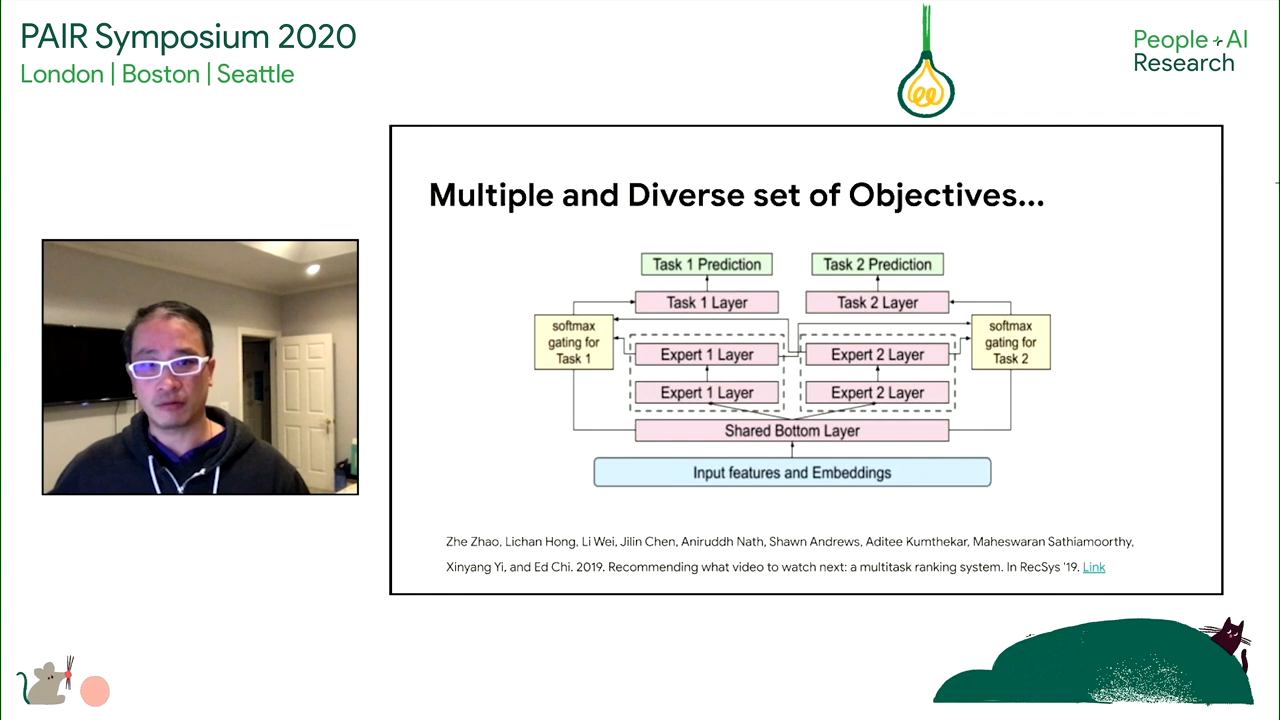 PAIR Symposium 2020
London | Boston | Seattle
People + AI
Research
Multiple and Diverse set of Objectives...
Task 1 Prediction
Task 2 Prediction
Task 1 Layer
Task 2 Layer
softmax
gating for
Task 1
softmax
gating for
Task 2
Expert 1 Layer
Expert 2 Layer
Expert 1 Layer
Expert 2 Layer
Shared Bottom Layer
Input features and Embeddings
Zhe Zhao, Lichan Hong, Li Wei, Jilin Chen, Aniruddh Nath, Shawn Andrews, Aditee Kumthekar, Maheswaran Sathiamoorthy,
Xinyang Yi, and Ed Chi. 2019. Recommending what video to watch next: a multitask ranking system. In RecSys '19. Link